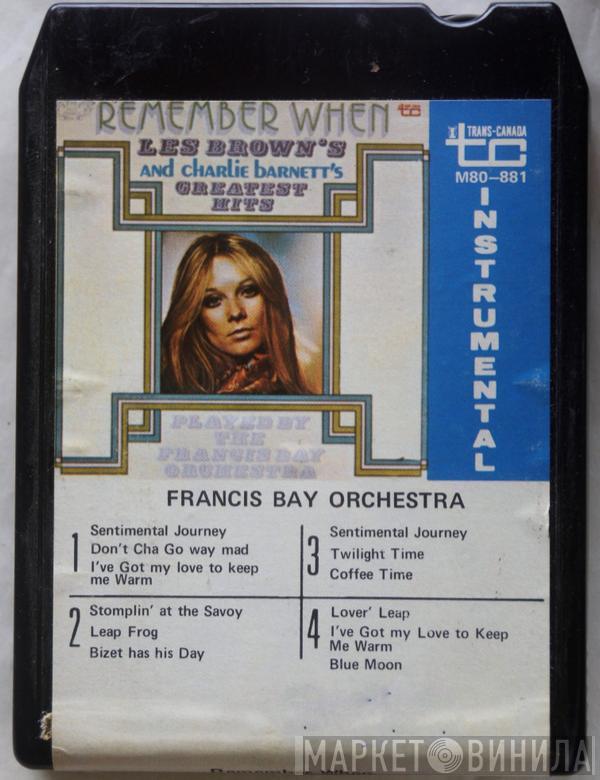 REMEMBER WHEN
tc
LES BROWN'S
AND CHARLIE BARNETT'S
GREATEST
HITS
PLAYED BY
THE
FRANCIS BAY
ORCHESTRA
TRANS-CANADA
tc
M80-881
INSTRUMENTAL
FRANCIS BAY ORCHESTRA
1
Sentimental Journey
Don't Cha Go way mad
I've Got my love to keep
me Warm
2
Stomplin' at the Savoy
Leap Frog
Bizet has his Day
3
Sentimental Journey
Twilight Time
Coffee Time
4
Lover' Leap
I've Got my Love to Keep
Me Warm
Blue Moon
МАРКЕТ ВИНИЛА
Remember When